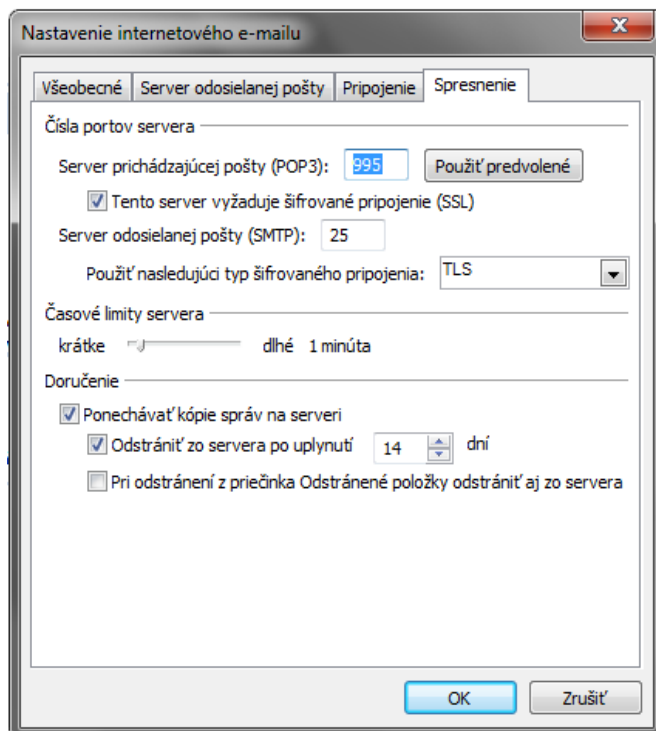 Nastavenie internetového e-mailu
Všeobecné Server odosielanej pošty Pripojenie Spresnenie
Čísla portov servera
Server prichádzajúcej pošty (POP3): 995 Použiť predvolené
Tento server vyžaduje šifrované pripojenie (SSL)
Server odosielanej pošty (SMTP): 25
Použiť nasledujúci typ šifrovaného pripojenia: TLS
Časové limity servera
krátke dlhé 1 minúta
Doručenie
Ponechávať kópie správ na serveri
Odstrániť zo servera po uplynutí 14 dní
Pri odstránení z priečinka Odstránené položky odstrániť aj zo servera
OK Zrušiť